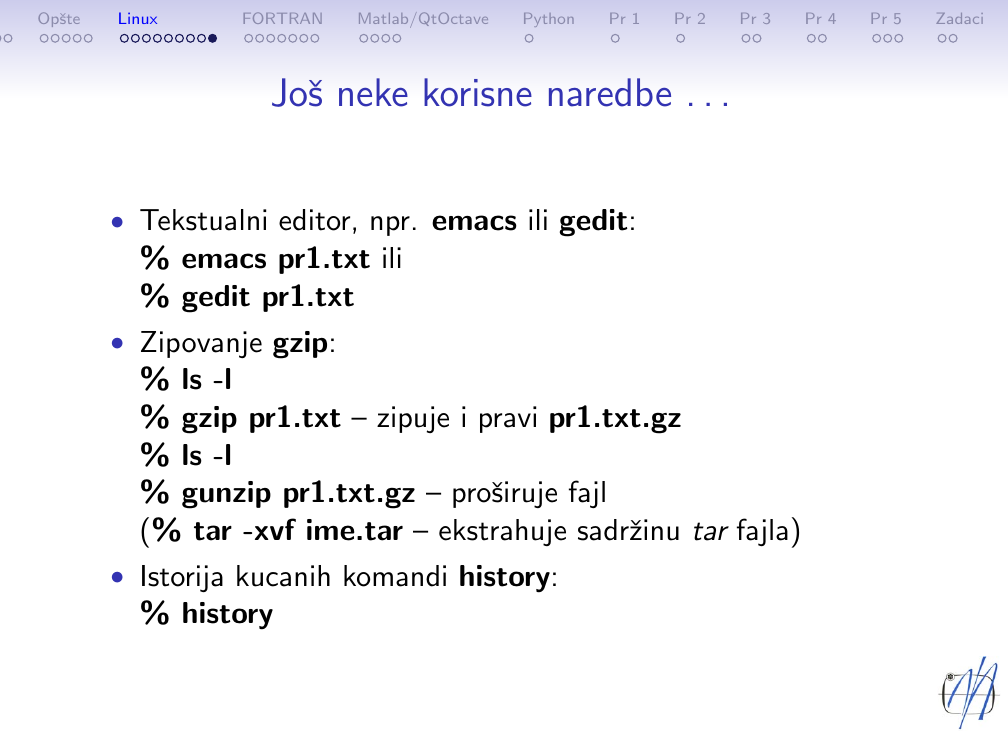 Opšte Linux FORTRAN Matlab/QtOctave Python Pr 1 Pr 2 Pr 3 Pr 4 Pr 5 Zadaci
Još neke korisne naredbe . . .
• Tekstualni editor, npr. emacs ili gedit:
% emacs pr1.txt ili
% gedit pr1.txt
• Zipovanje gzip:
% ls -l
% gzip pr1.txt – zipuje i pravi pr1.txt.gz
% ls -l
% gunzip pr1.txt.gz – proširuje fajl
(% tar -xvf ime.tar – ekstrahuje sadržinu tar fajla)
• Istorija kucanih komandi history:
% history